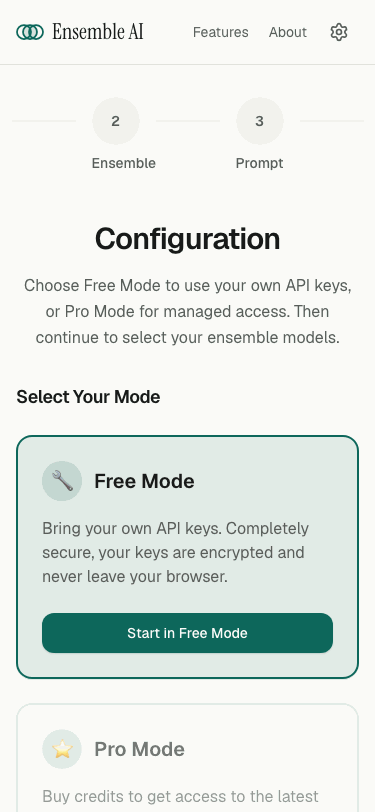 Ensemble AI
Features
About
2
3
Ensemble
Prompt
Configuration
Choose Free Mode to use your own API keys,
or Pro Mode for managed access. Then
continue to select your ensemble models.
Select Your Mode
Free Mode
Bring your own API keys. Completely
secure, your keys are encrypted and
never leave your browser.
Start in Free Mode
Pro Mode
Buy credits to get access to the latest